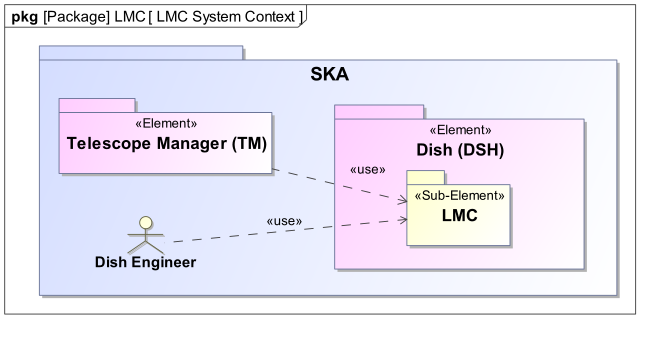 pkg [Package] LMC [ LMC System Context ]
SKA
«Element»
Telescope Manager (TM)
«Element»
Dish (DSH)
«use»
«Sub-Element»
LMC
«use»
Dish Engineer